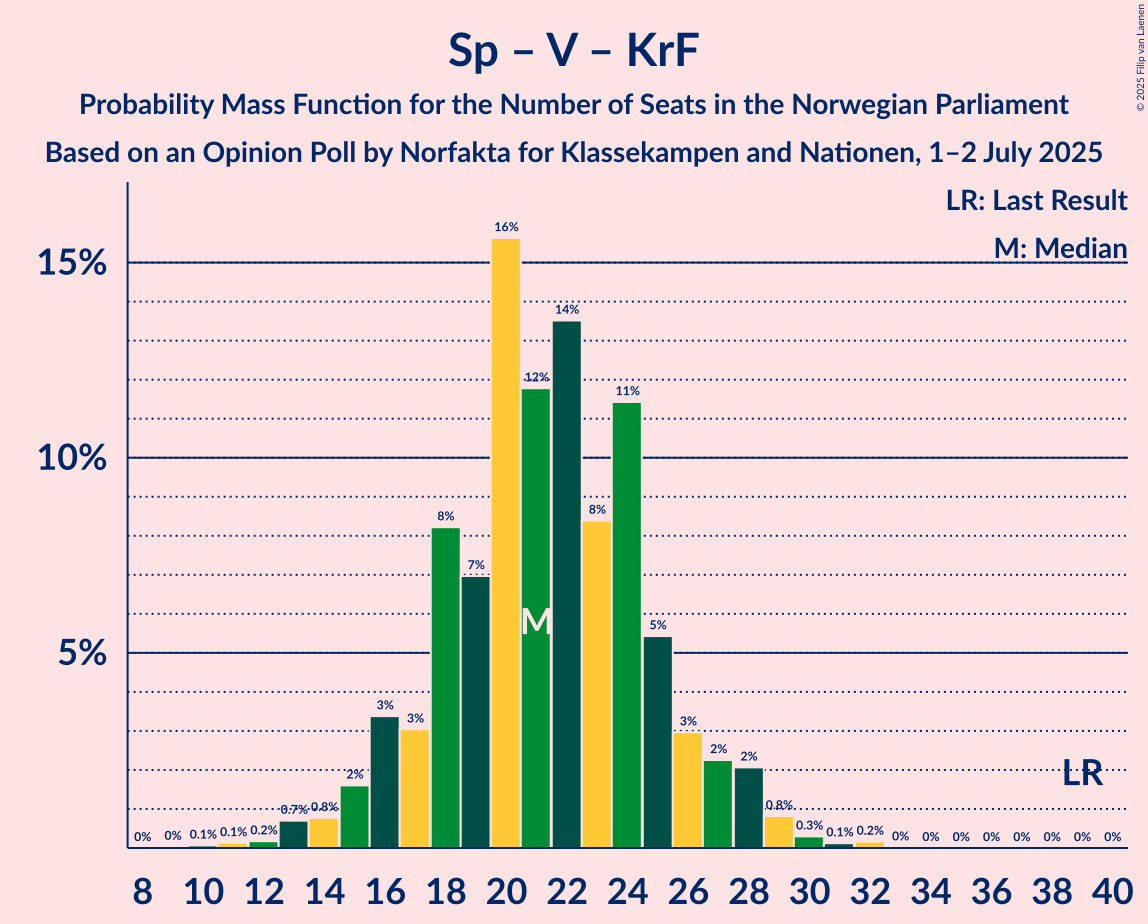 Sp – V – KrF
Probability Mass Function for the Number of Seats in the Norwegian Parliament
Based on an Opinion Poll by Norfakta for Klassekampen and Nationen, 1–2 July 2025
© 2025 Filip van Laenen
LR: Last Result
M: Median
15%
10%
5%
0% 0% 0.1% 0.1% 0.2% 0.7% 0.8% 2% 3% 3% 8% 7% 16% 12% 14% 8% 11% 5% 3% 2% 2% 0.8% 0.3% 0.1% 0.2% 0% 0% 0% 0% 0% 0% 0% 0%
M
LR
8 10 12 14 16 18 20 22 24 26 28 30 32 34 36 38 40